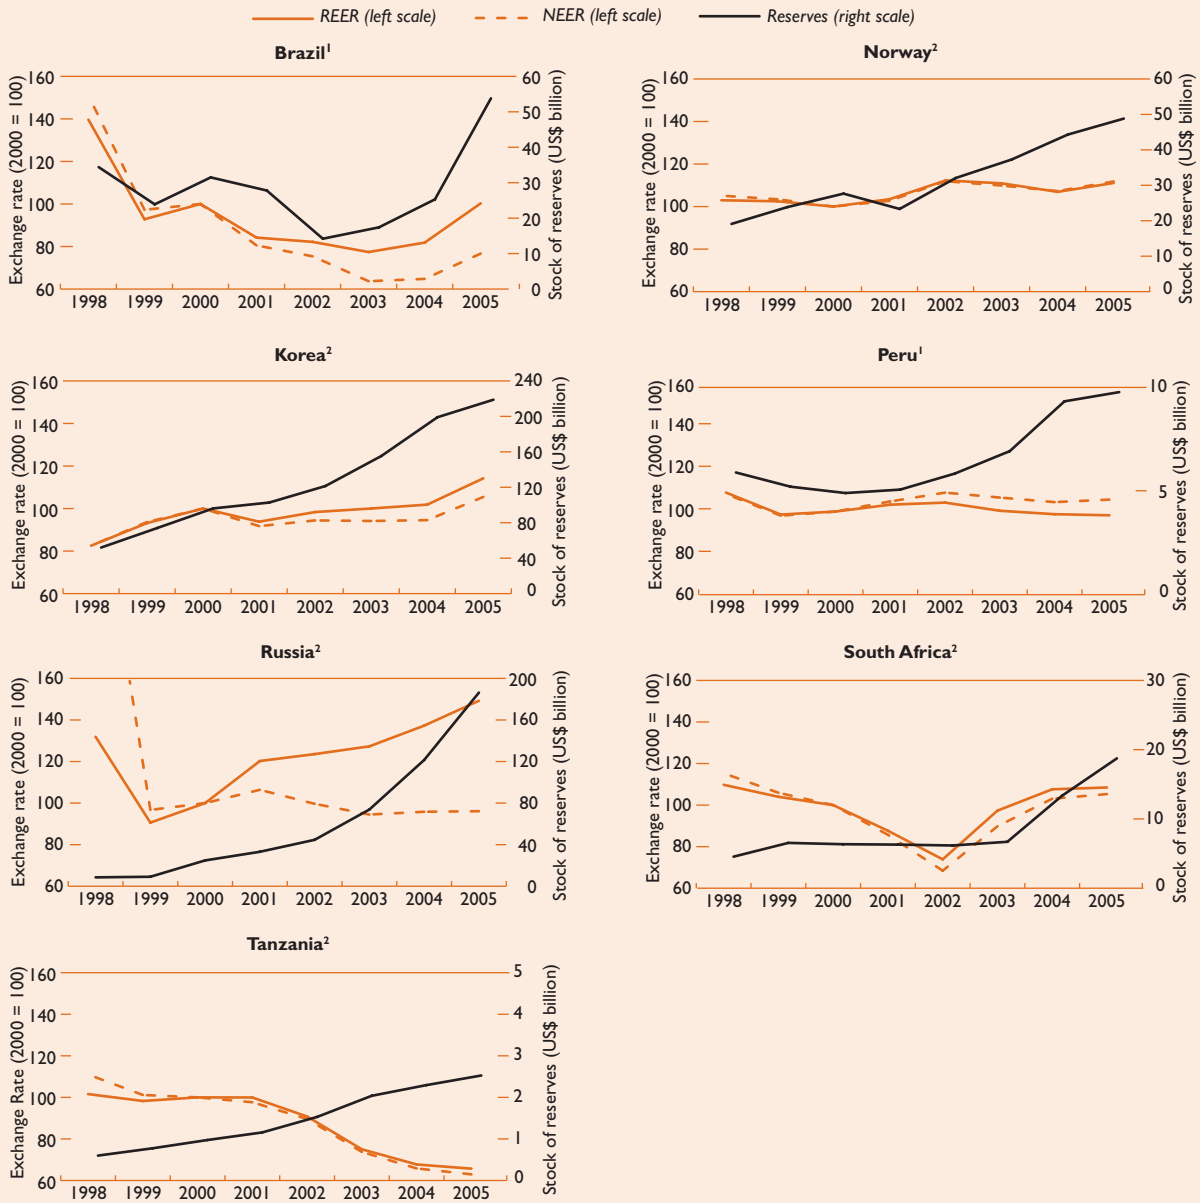 REER (left scale) NEER (left scale) Reserves (right scale)
Brazil¹
Exchange rate (2000 = 100)
160
140
120
100
80
60
60
50
40
30
20
10
0
Stock of reserves (US$ billion)
1998 1999 2000 2001 2002 2003 2004 2005
Norway²
Exchange rate (2000 = 100)
160
140
120
100
80
60
60
50
40
30
20
10
0
Stock of reserves (US$ billion)
1998 1999 2000 2001 2002 2003 2004 2005
Korea²
Exchange rate (2000 = 100)
160
140
120
100
80
60
240
200
160
120
80
40
0
Stock of reserves (US$ billion)
1998 1999 2000 2001 2002 2003 2004 2005
Peru¹
Exchange rate (2000 = 100)
160
140
120
100
80
60
10
5
0
Stock of reserves (US$ billion)
1998 1999 2000 2001 2002 2003 2004 2005
Russia²
Exchange rate (2000 = 100)
160
140
120
100
80
60
200
160
120
80
40
0
Stock of reserves (US$ billion)
1998 1999 2000 2001 2002 2003 2004 2005
South Africa²
Exchange rate (2000 = 100)
160
140
120
100
80
60
30
20
10
0
Stock of reserves (US$ billion)
1998 1999 2000 2001 2002 2003 2004 2005
Tanzania²
Exchange Rate (2000 = 100)
160
140
120
100
80
60
5
4
3
2
1
0
Stock of reserves (US$ billion)
1998 1999 2000 2001 2002 2003 2004 2005